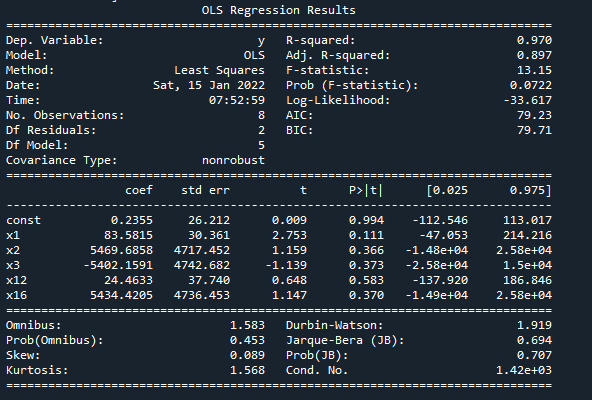 OLS Regression Results
==============================================================================
Dep. Variable:                      y   R-squared:                       0.970
Model:                            OLS   Adj. R-squared:                  0.897
Method:                 Least Squares   F-statistic:                     13.15
Date:                Sat, 15 Jan 2022   Prob (F-statistic):             0.0722
Time:                        07:52:59   Log-Likelihood:                -33.617
No. Observations:                   8   AIC:                             79.23
Df Residuals:                       2   BIC:                             79.71
Df Model:                           5
Covariance Type:            nonrobust
==============================================================================
                 coef    std err          t      P>|t|      [0.025      0.975]
------------------------------------------------------------------------------
const          0.2355     26.212      0.009      0.994    -112.546     113.017
x1            83.5815     30.361      2.753      0.111     -47.053     214.216
x2          5469.6858   4717.452      1.159      0.366   -1.48e+04    2.58e+04
x3         -5402.1591   4742.682     -1.139      0.373   -2.58e+04     1.5e+04
x12           24.4633     37.740      0.648      0.583    -137.920     186.846
x16         5434.4205   4736.453      1.147      0.370   -1.49e+04    2.58e+04
==============================================================================
Omnibus:                        1.583   Durbin-Watson:                   1.919
Prob(Omnibus):                  0.453   Jarque-Bera (JB):                0.694
Skew:                           0.089   Prob(JB):                        0.707
Kurtosis:                       1.568   Cond. No.                     1.42e+03
==============================================================================